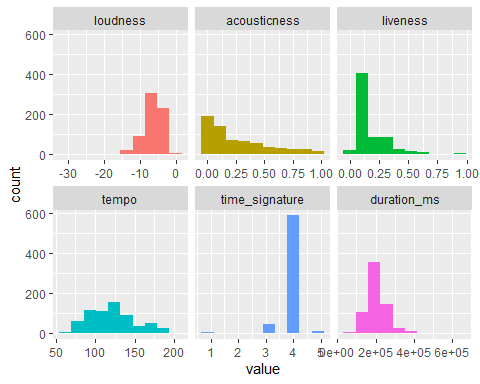 loudness acousticness liveness
600
400
200
0
-30 -20 -10 0 0.00 0.25 0.50 0.75 1.00 0.00 0.25 0.50 0.75 1.00
count
tempo time_signature duration_ms
600
400
200
0
50 100 150 200 1 2 3 4 5 0e+00 2e+05 4e+05 6e+05
value